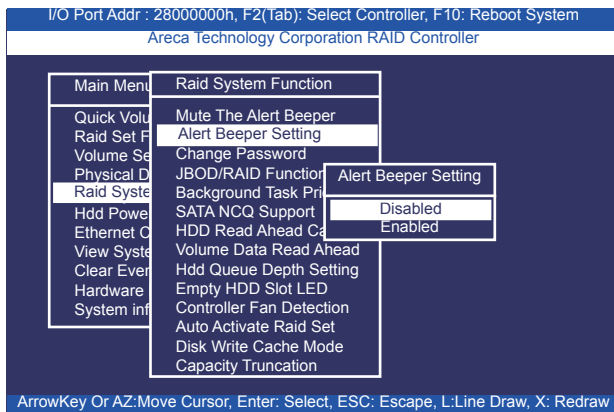 I/O Port Addr : 28000000h, F2(Tab): Select Controller, F10: Reboot System
Areca Technology Corporation RAID Controller
Main Menu
Quick Volu
Raid Set F
Volume Se
Physical D
Raid Syste
Hdd Powe
Ethernet C
View Syste
Clear Even
Hardware
System inf
Raid System Function
Mute The Alert Beeper
Alert Beeper Setting
Change Password
JBOD/RAID Function
Background Task Pri
SATA NCQ Support
HDD Read Ahead Ca
Volume Data Read Ahead
Hdd Queue Depth Setting
Empty HDD Slot LED
Controller Fan Detection
Auto Activate Raid Set
Disk Write Cache Mode
Capacity Truncation
Alert Beeper Setting
Disabled
Enabled
ArrowKey Or AZ:Move Cursor, Enter: Select, ESC: Escape, L:Line Draw, X: Redraw